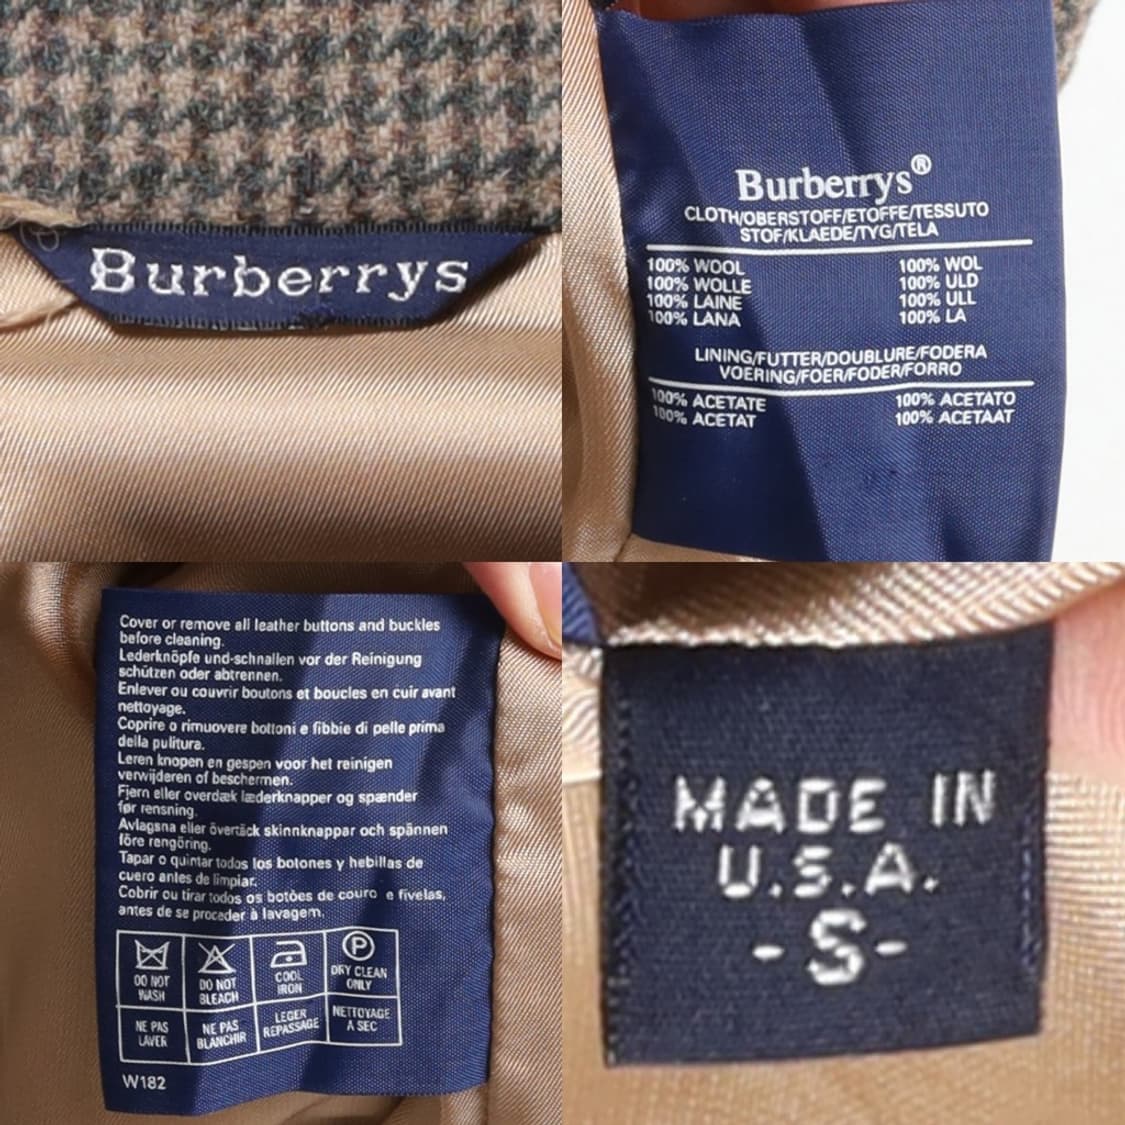 Burberrys
Burberrys®
CLOTH/OBERSTOFF/ETOFFE/TESSUTO
STOF/KLAEDE/TYG/TELA
100% WOOL 100% WOL
100% WOLLE 100% ULD
100% LAINE 100% ULL
100% LANA 100% LA
LINING/FUTTER/DOUBLURE/FODERA
VOERING/FOER/FODER/FORRO
100% ACETATE 100% ACETATO
100% ACETAT 100% ACETAAT
Cover or remove all leather buttons and buckles
before cleaning.
Lederknöpfe und-schnallen vor der Reinigung
schützen oder abtrennen.
Enlever ou couvrir boutons et boucles en cuir avant
nettoyage.
Coprire o rimuovere bottoni e fibbie di pelle prima
della pulitura.
Leren knopen en gespen voor het reinigen
verwijderen of beschermen.
Fjern eller overdæk læderknapper og spænder
før rensning.
Avlagsna eller övertäck skinnknappar och spännen
före rengöring.
Tapar o quintar todos los botones y hebillas de
cuero antes de limpiar.
Cobrir ou tirar todos os botões de couro e fivelas,
antes de se proceder à lavagem.
P
DO NOT WASH
DO NOT BLEACH
COOL IRON
DRY CLEAN ONLY
NE PAS LAVER
NE PAS BLANCHIR
LEGER REPASSAGE
NETTOYAGE A SEC
W182
MADE IN
U.S.A.
-S-